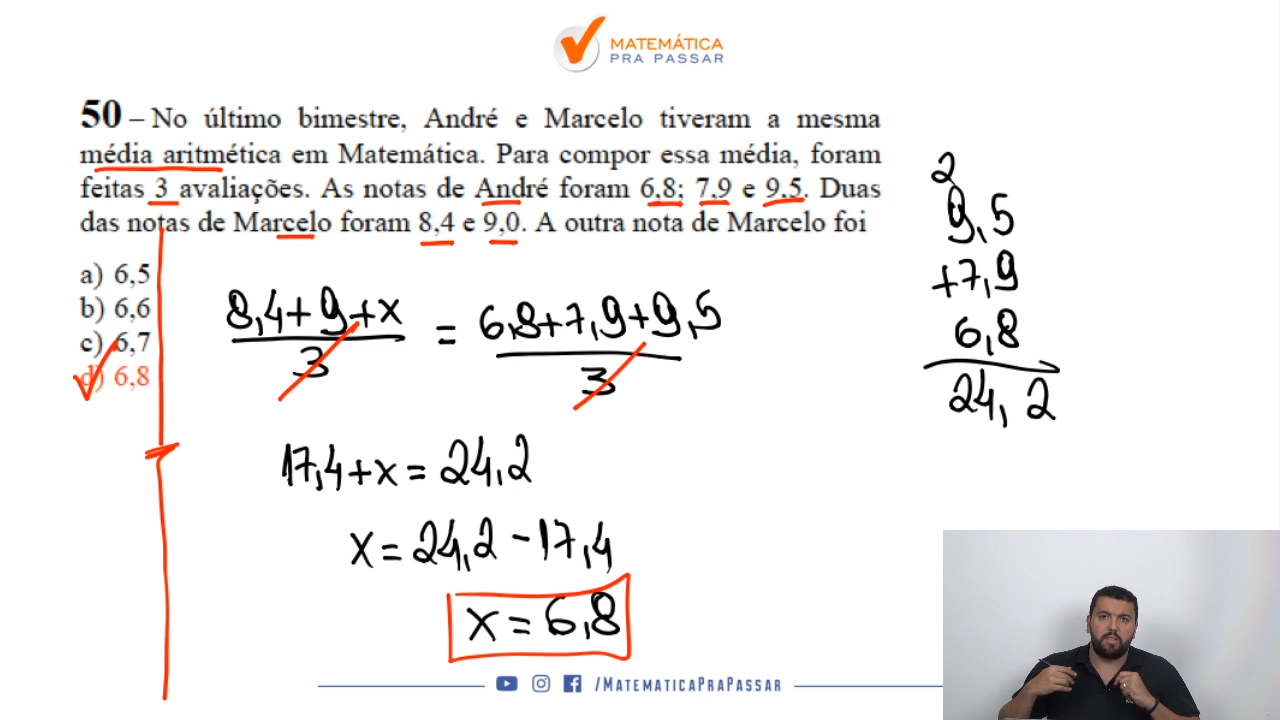 MATEMÁTICA
PRA PASSAR
50 – No último bimestre, André e Marcelo tiveram a mesma
média aritmética em Matemática. Para compor essa média, foram
feitas 3 avaliações. As notas de André foram 6,8; 7,9 e 9,5. Duas
das notas de Marcelo foram 8,4 e 9,0. A outra nota de Marcelo foi
a) 6,5
b) 6,6
c) 6,7
d) 6,8
8,4+9+x = 6,8+7,9+9,5
3 3
17,4+x=24,2
x=24,2-17,4
x=6,8
2
9,5
+7,9
6,8
24,2
/MATEMATICAPRAPASSAR